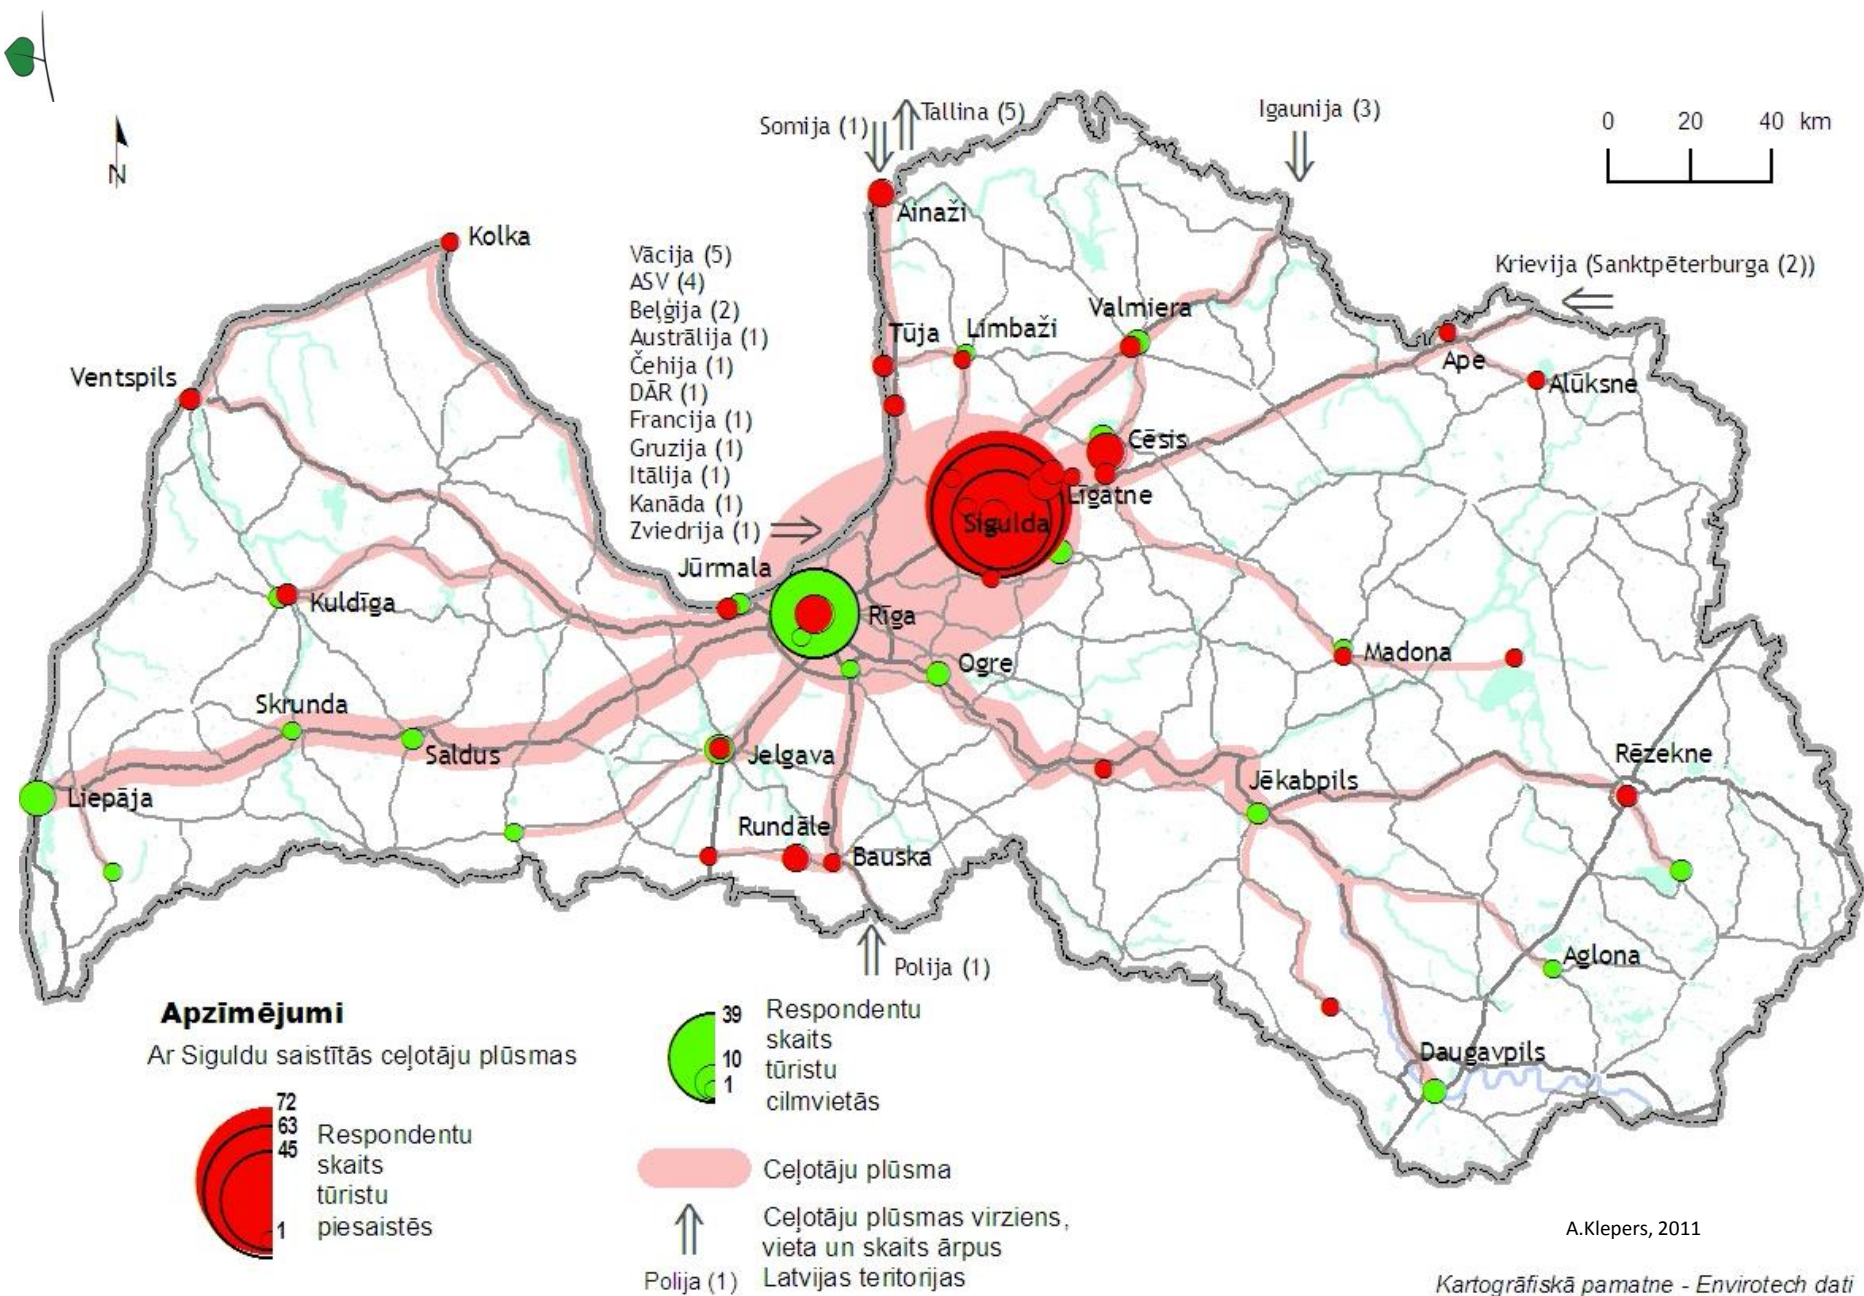 Tallina (5)
Somija (1)
Igaunija (3)
0 20 40 km
N
Ainaži
Kolka
Vācija (5)
ASV (4)
Beļģija (2)
Austrālija (1)
Čehija (1)
DĀR (1)
Francija (1)
Gruzija (1)
Itālija (1)
Kanāda (1)
Zviedrija (1)
Krievija (Sanktpēterburga (2))
Valmiera
Tūja
Limbaži
Ape
Alūksne
Ventspils
Cēsis
Līgatne
Sigulda
Jūrmala
Kuldīga
Rīga
Madona
Ogre
Skrunda
Saldus
Jelgava
Rēzekne
Jēkabpils
Liepāja
Rundāle
Bauska
Aglona
Polija (1)
Daugavpils
Apzīmējumi
Ar Siguldu saistītās ceļotāju plūsmas
72
63
45
1
Respondentu
skaits
tūristu
piesaistēs
39
10
1
Respondentu
skaits
tūristu
cilmvietās
Ceļotāju plūsma
Ceļotāju plūsmas virziens,
vieta un skaits ārpus
Polija (1) Latvijas teritorijas
A.Klepers, 2011
Kartogrāfiskā pamatne - Envirotech dati